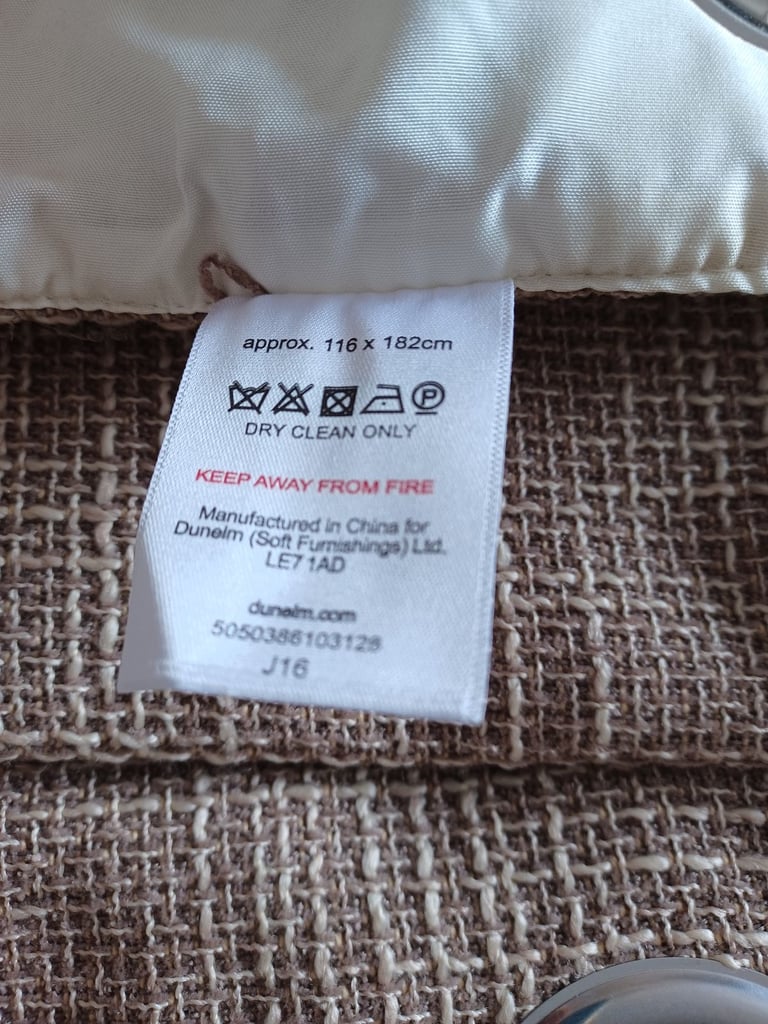 approx. 116 x 182cm
P
DRY CLEAN ONLY
KEEP AWAY FROM FIRE
Manufactured in China for
Dunelm (Soft Furnishings) Ltd.
LE7 1AD
dunelm.com
5050386103126
J16